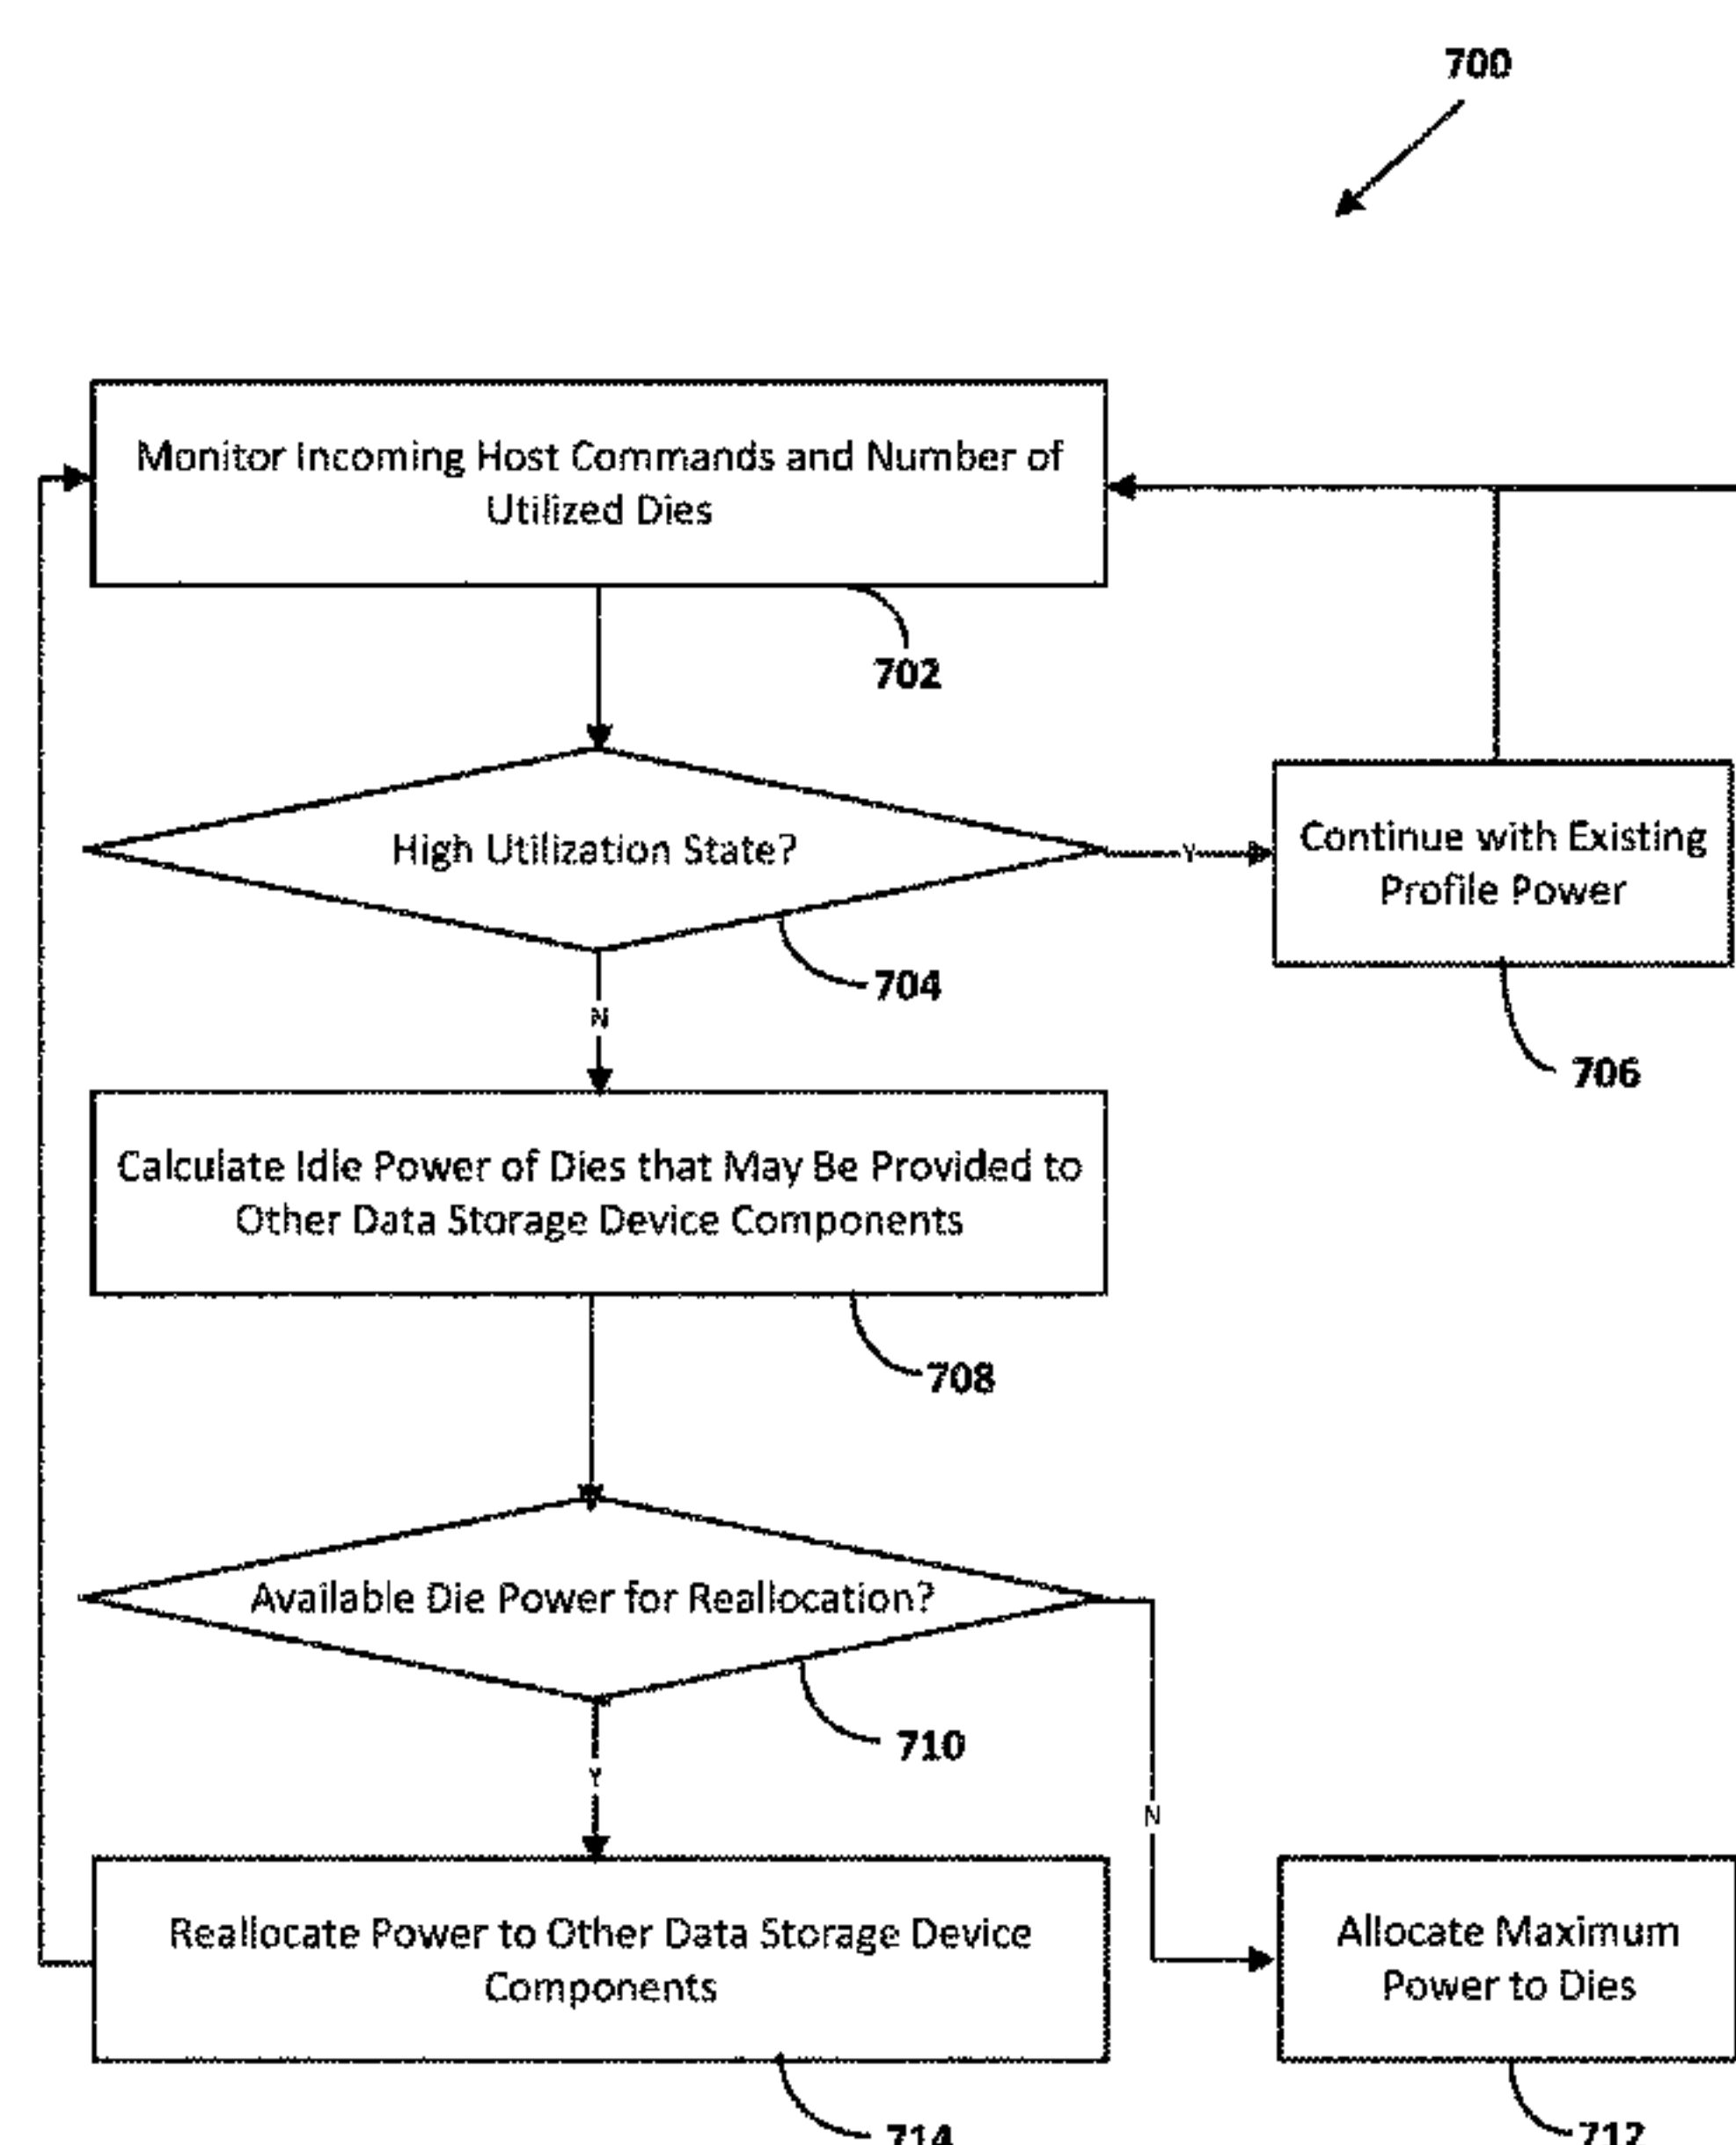 700
Monitor Incoming Host Commands and Number of
Utilized Dies
702
High Utilization State?
Y
Continue with Existing
Profile Power
704
N
706
Calculate Idle Power of Dies that May Be Provided to
Other Data Storage Device Components
708
Available Die Power for Reallocation?
710
Y
N
Reallocate Power to Other Data Storage Device
Components
Allocate Maximum
Power to Dies
714
712